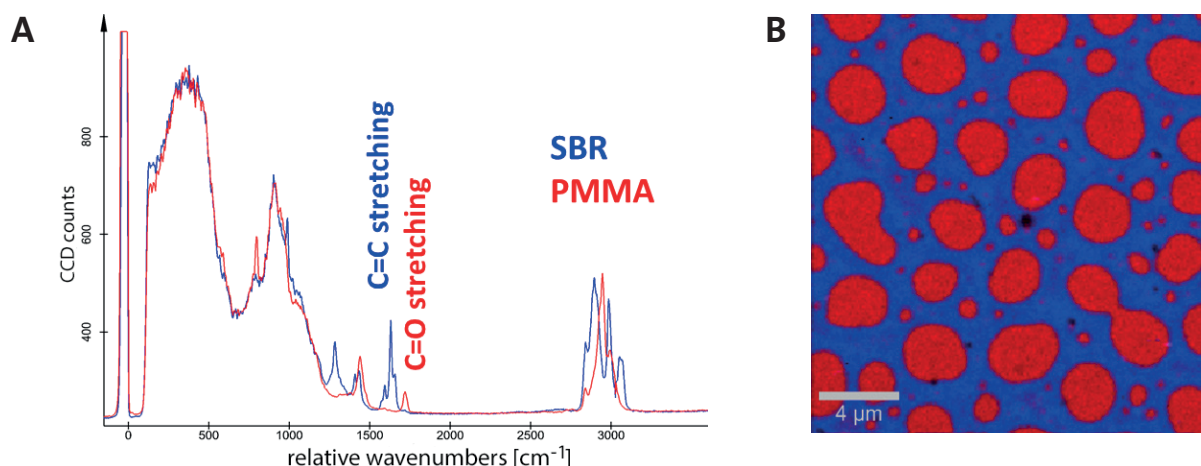 A
B
CCD counts
800
600
400
C=C stretching
C=O stretching
SBR
PMMA
0
500
1000
1500
2000
2500
3000
relative wavenumbers [cm⁻¹]
4 µm